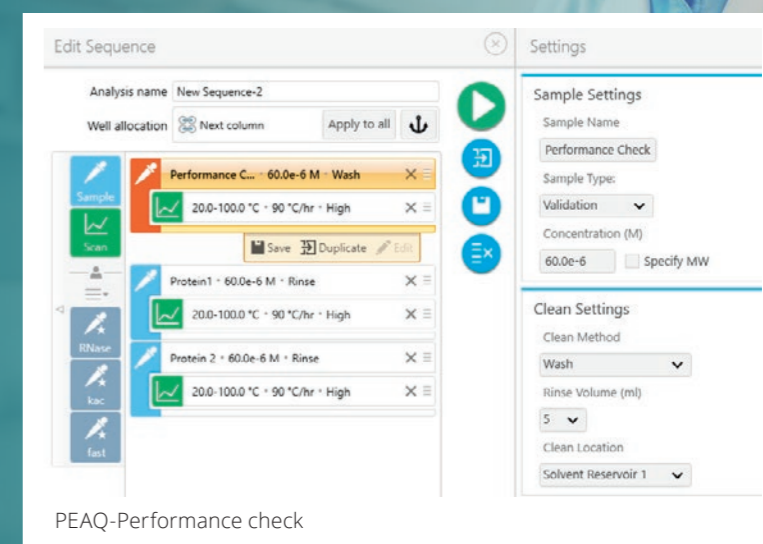 Edit Sequence
Analysis name New Sequence-2
Well allocation Next column Apply to all
Sample
Scan
RNase
kac
fast
Performance C... · 60.0e-6 M · Wash
20.0-100.0 °C · 90 °C/hr · High
Save Duplicate Edit
Protein1 · 60.0e-6 M · Rinse
20.0-100.0 °C · 90 °C/hr · High
Protein 2 · 60.0e-6 M · Rinse
20.0-100.0 °C · 90 °C/hr · High
Settings
Sample Settings
Sample Name
Performance Check
Sample Type:
Validation
Concentration (M)
60.0e-6 Specify MW
Clean Settings
Clean Method
Wash
Rinse Volume (ml)
5
Clean Location
Solvent Reservoir 1
PEAQ-Performance check